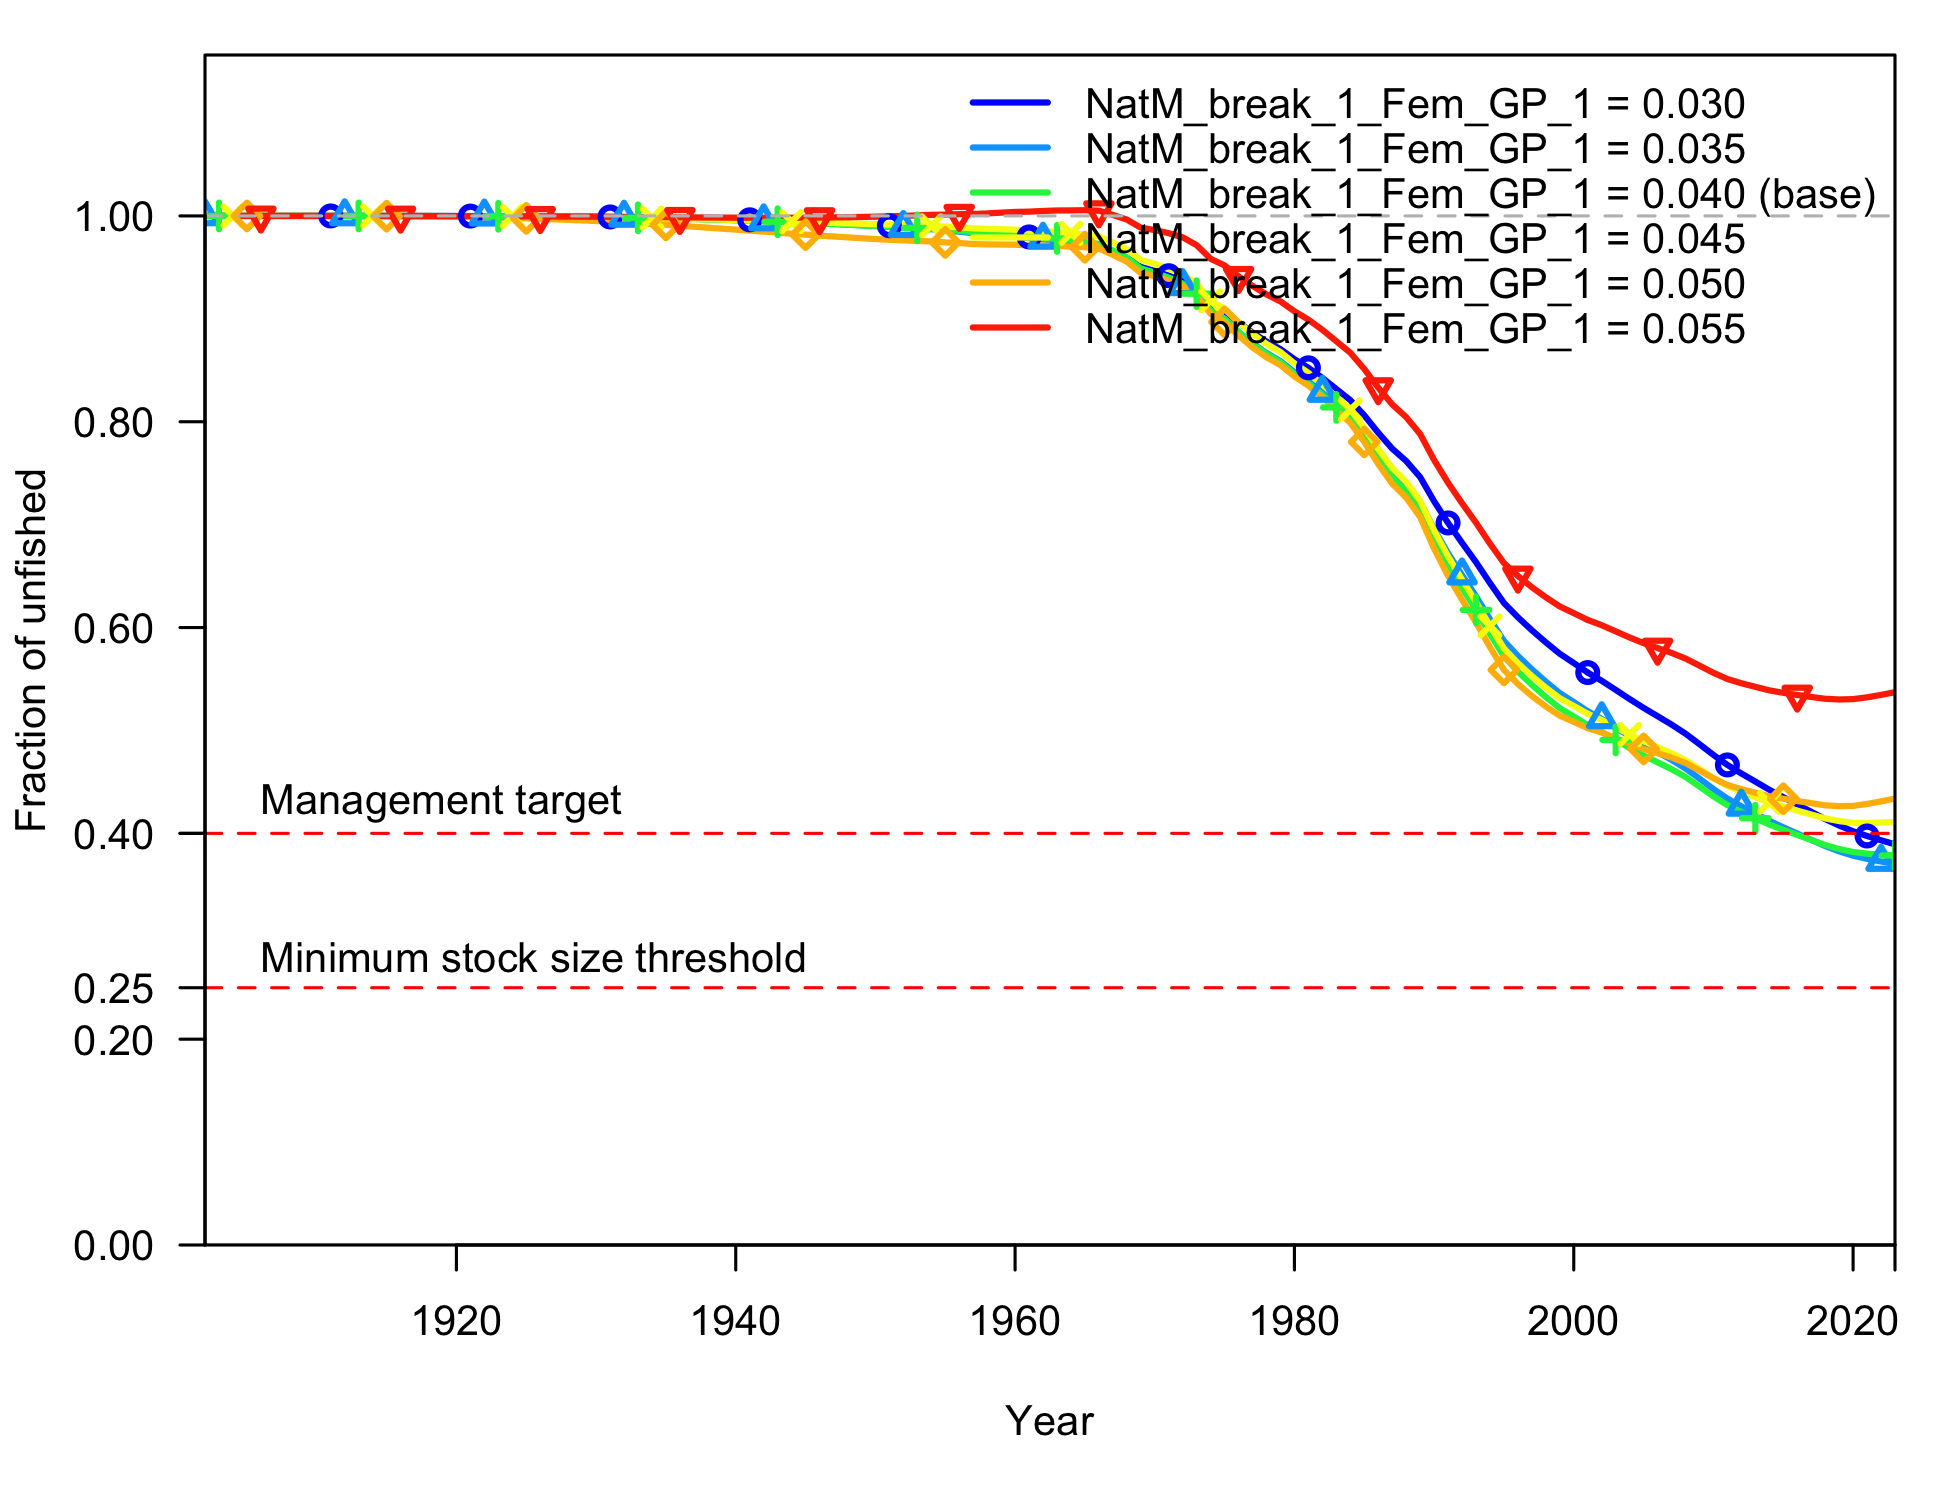 NatM_break_1_Fem_GP_1 = 0.030
NatM_break_1_Fem_GP_1 = 0.035
NatM_break_1_Fem_GP_1 = 0.040 (base)
NatM_break_1_Fem_GP_1 = 0.045
NatM_break_1_Fem_GP_1 = 0.050
NatM_break_1_Fem_GP_1 = 0.055
1.00
0.80
0.60
0.40
0.25
0.20
0.00
Fraction of unfished
Management target
Minimum stock size threshold
1920 1940 1960 1980 2000 2020
Year